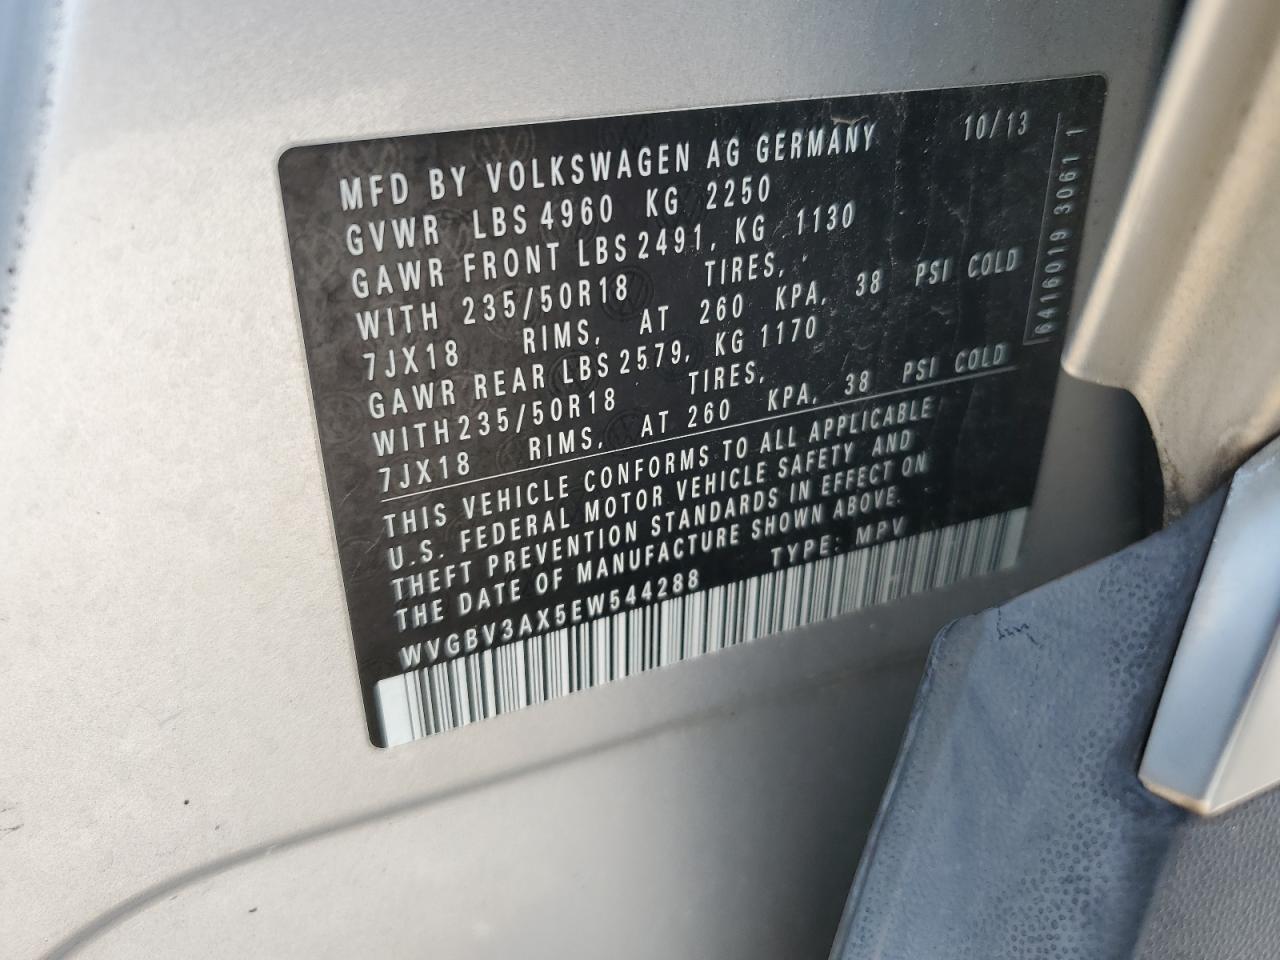 MFD BY VOLKSWAGEN AG GERMANY 10/13
GVWR LBS 4960 KG 2250
GAWR FRONT LBS 2491, KG 1130
WITH 235/50R18 TIRES,
7JX18 RIMS, AT 260 KPA, 38 PSI COLD
GAWR REAR LBS 2579, KG 1170
WITH 235/50R18 TIRES,
7JX18 RIMS, AT 260 KPA, 38 PSI COLD
THIS VEHICLE CONFORMS TO ALL APPLICABLE
U.S. FEDERAL MOTOR VEHICLE SAFETY AND
THEFT PREVENTION STANDARDS IN EFFECT ON
THE DATE OF MANUFACTURE SHOWN ABOVE.
WVGBV3AX5EW544288 TYPE: MPV
6416019 3061 1